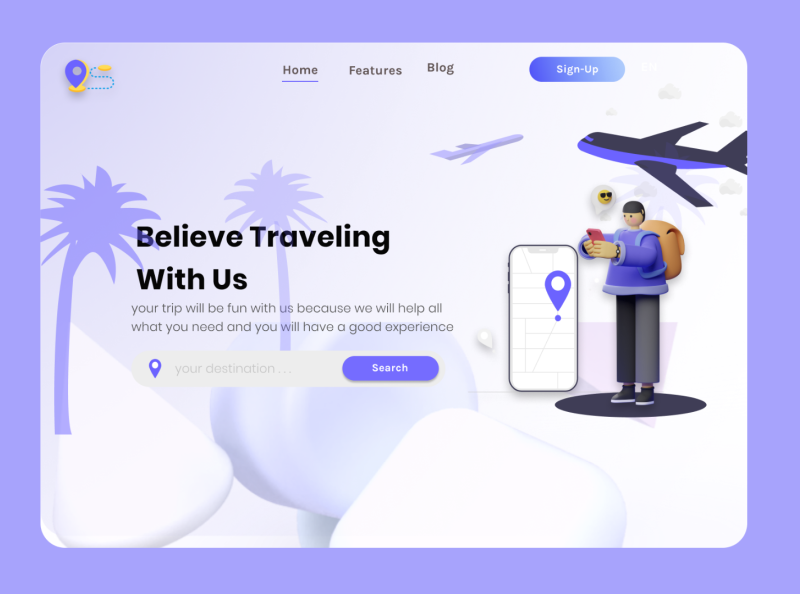 Home
Features
Blog
Sign-Up
Believe Traveling
With Us
your trip will be fun with us because we will help all
what you need and you will have a good experience
your destination . . .
Search